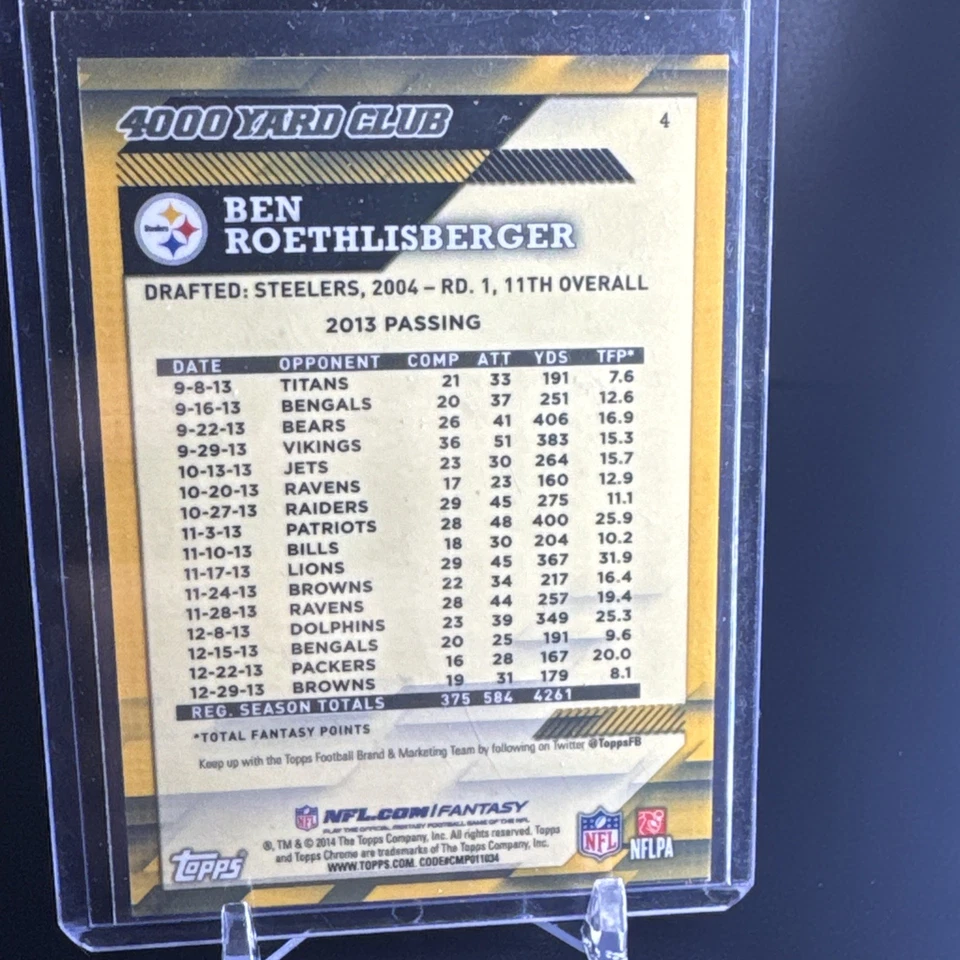 4000 YARD CLUB
4
Steelers
BEN
ROETHLISBERGER
DRAFTED: STEELERS, 2004 – RD. 1, 11TH OVERALL
2013 PASSING
DATE OPPONENT COMP ATT YDS TFP*
9-8-13 TITANS 21 33 191 7.6
9-16-13 BENGALS 20 37 251 12.6
9-22-13 BEARS 26 41 406 16.9
9-29-13 VIKINGS 36 51 383 15.3
10-13-13 JETS 23 30 264 15.7
10-20-13 RAVENS 17 23 160 12.9
10-27-13 RAIDERS 29 45 275 11.1
11-3-13 PATRIOTS 28 48 400 25.9
11-10-13 BILLS 18 30 204 10.2
11-17-13 LIONS 29 45 367 31.9
11-24-13 BROWNS 22 34 217 16.4
11-28-13 RAVENS 28 44 257 19.4
12-8-13 DOLPHINS 23 39 349 25.3
12-15-13 BENGALS 20 25 191 9.6
12-22-13 PACKERS 16 28 167 20.0
12-29-13 BROWNS 19 31 179 8.1
REG. SEASON TOTALS 375 584 4261
*TOTAL FANTASY POINTS
Keep up with the Topps Football Brand & Marketing Team by following on Twitter @ToppsFB
NFL NFL.COM/FANTASY
PLAY THE OFFICIAL FANTASY FOOTBALL GAME OF THE NFL
®, TM & © 2014 The Topps Company, Inc. All rights reserved. Topps
and Topps Chrome are trademarks of The Topps Company, Inc.
WWW.TOPPS.COM. CODE#CMP011034
Topps
NFL
NFLPA